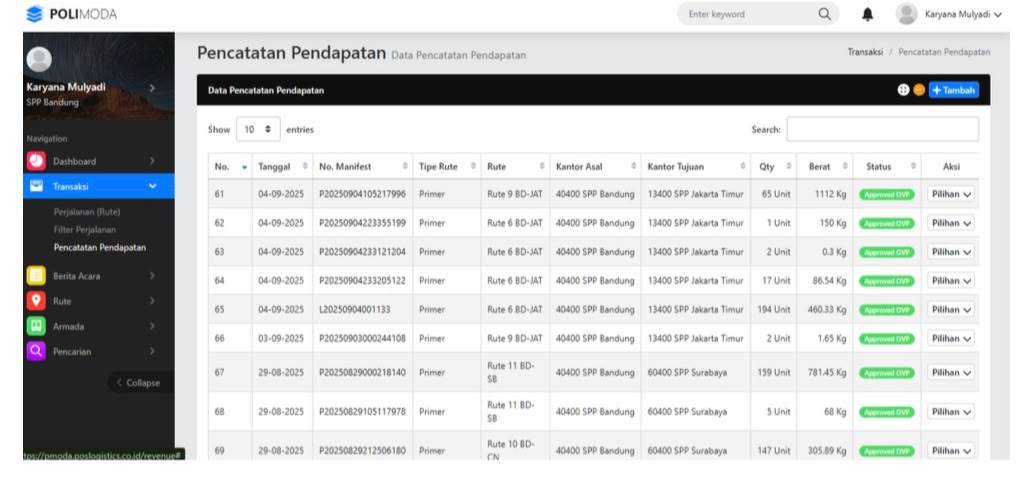 POLIMODA
Enter keyword
Karyana Mulyadi
Karyana Mulyadi
SPP Bandung
Navigation
Dashboard
Transaksi
Perjalanan (Rute)
Filter Perjalanan
Pencatatan Pendapatan
Berita Acara
Rute
Armada
Pencarian
Collapse
tps://pmoda.poslogistics.co.id/revenue#
Pencatatan Pendapatan Data Pencatatan Pendapatan
Transaksi / Pencatatan Pendapatan
Data Pencatatan Pendapatan
+ Tambah
Show 10 entries
Search:
No. Tanggal No. Manifest Tipe Rute Rute Kantor Asal Kantor Tujuan Qty Berat Status Aksi
61 04-09-2025 P20250904105217996 Primer Rute 9 BD-JAT 40400 SPP Bandung 13400 SPP Jakarta Timur 65 Unit 1112 Kg Approved OVP Pilihan
62 04-09-2025 P20250904223355199 Primer Rute 6 BD-JAT 40400 SPP Bandung 13400 SPP Jakarta Timur 1 Unit 150 Kg Approved OVP Pilihan
63 04-09-2025 P20250904233121204 Primer Rute 6 BD-JAT 40400 SPP Bandung 13400 SPP Jakarta Timur 2 Unit 0.3 Kg Approved OVP Pilihan
64 04-09-2025 P20250904233205122 Primer Rute 6 BD-JAT 40400 SPP Bandung 13400 SPP Jakarta Timur 17 Unit 86.54 Kg Approved OVP Pilihan
65 04-09-2025 L20250904001133 Primer Rute 6 BD-JAT 40400 SPP Bandung 13400 SPP Jakarta Timur 194 Unit 460.33 Kg Approved OVP Pilihan
66 03-09-2025 P20250903000244108 Primer Rute 9 BD-JAT 40400 SPP Bandung 13400 SPP Jakarta Timur 2 Unit 1.65 Kg Approved OVP Pilihan
67 29-08-2025 P20250829000218140 Primer Rute 11 BD-SB 40400 SPP Bandung 60400 SPP Surabaya 159 Unit 781.45 Kg Approved OVP Pilihan
68 29-08-2025 P20250829105117978 Primer Rute 11 BD-SB 40400 SPP Bandung 60400 SPP Surabaya 5 Unit 68 Kg Approved OVP Pilihan
69 29-08-2025 P20250829212506180 Primer Rute 10 BD-CN 40400 SPP Bandung 60400 SPP Surabaya 147 Unit 305.89 Kg Approved OVP Pilihan